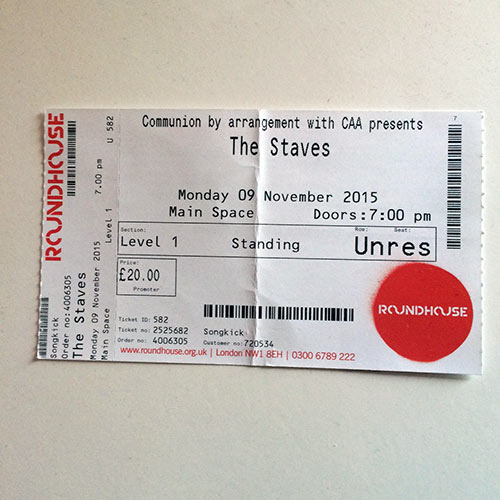 ROUNDHOUSE
Songkick
Order no:4006305
The Staves
Monday 09 November 2015
7.00 pm
Main Space
Level 1
U 582
7
Communion by arrangement with CAA presents
The Staves
Monday 09 November 2015
Main Space
Doors:7:00 pm
Section:
Row:
Seat:
Level 1
Standing
Unres
Price:
£20.00
Promoter
Ticket ID: 582
Ticket no: 2525682
Songkick
Order no: 4006305
Customer no:720534
www.roundhouse.org.uk | London NW1 8EH | 0300 6789 222
ROUNDHOUSE